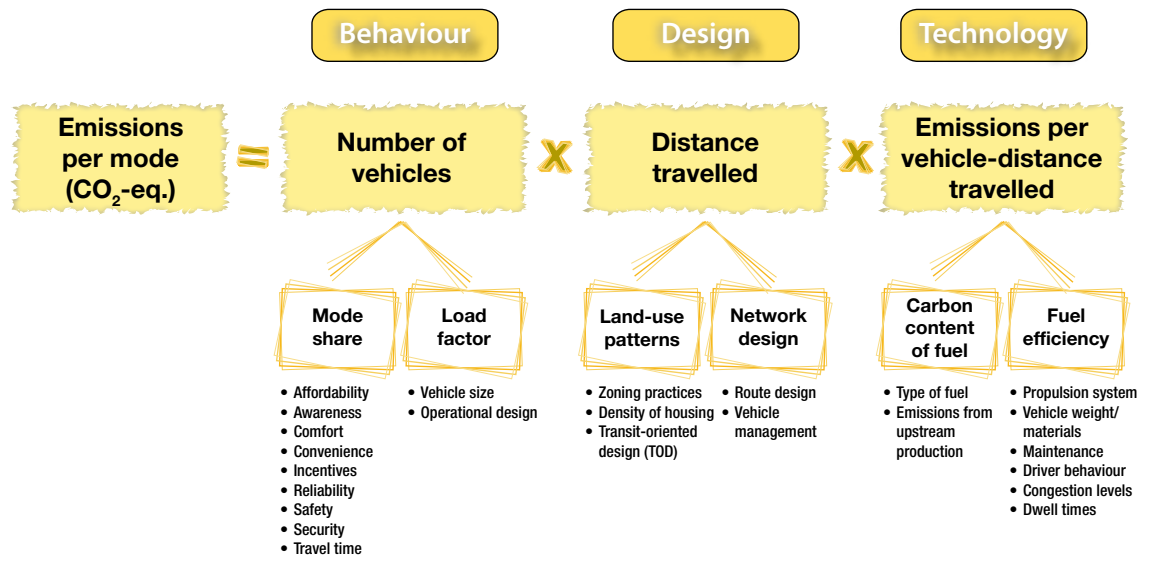 Behaviour
Design
Technology
Emissions
per mode
(CO₂-eq.)
=
Number of
vehicles
X
Distance
travelled
X
Emissions per
vehicle-distance
travelled
Mode
share
• Affordability
• Awareness
• Comfort
• Convenience
• Incentives
• Reliability
• Safety
• Security
• Travel time
Load
factor
• Vehicle size
• Operational design
Land-use
patterns
• Zoning practices
• Density of housing
• Transit-oriented
design (TOD)
Network
design
• Route design
• Vehicle
management
Carbon
content
of fuel
• Type of fuel
• Emissions from
upstream
production
Fuel
efficiency
• Propulsion system
• Vehicle weight/
materials
• Maintenance
• Driver behaviour
• Congestion levels
• Dwell times